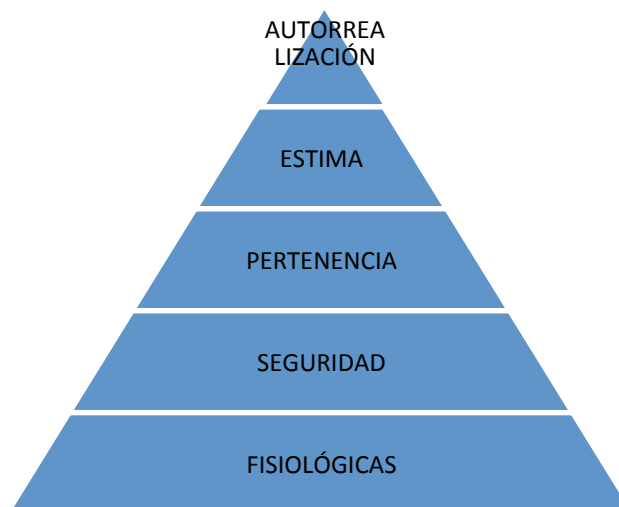 AUTORREA
LIZACIÓN
ESTIMA
PERTENENCIA
SEGURIDAD
FISIOLÓGICAS